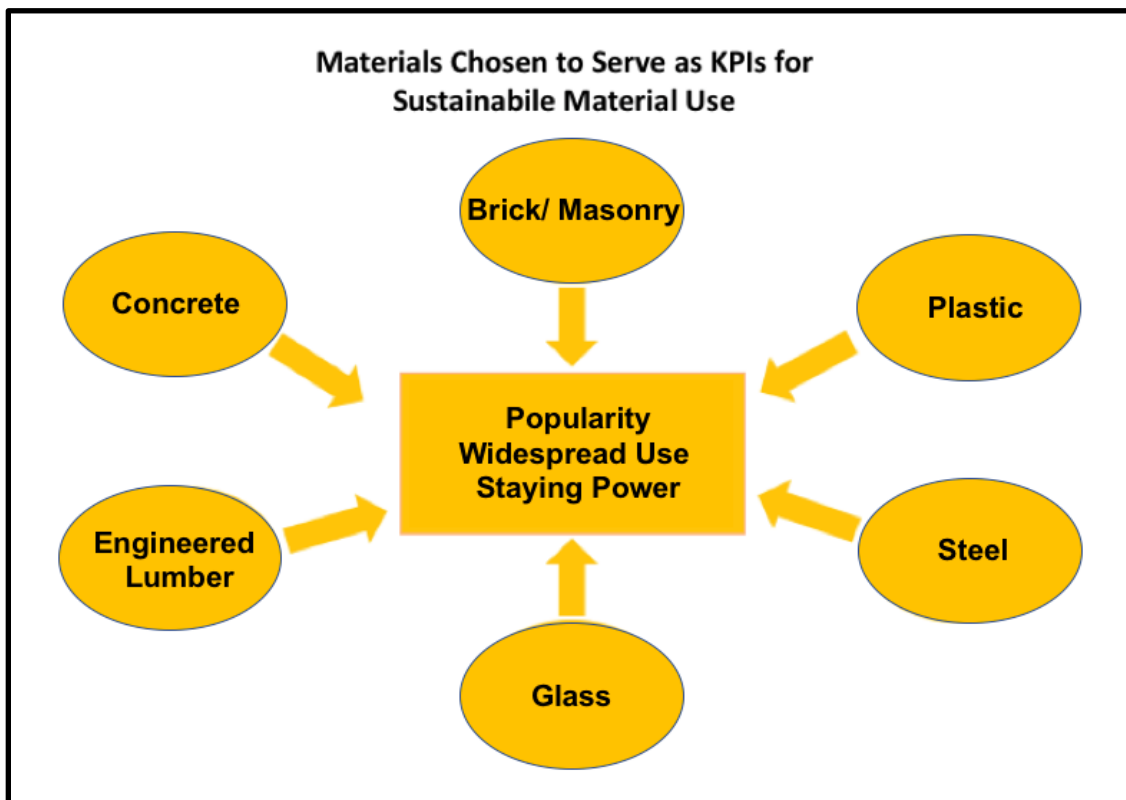 Materials Chosen to Serve as KPIs for
Sustainabile Material Use
Brick/ Masonry
Concrete
Plastic
Popularity
Widespread Use
Staying Power
Engineered
Lumber
Steel
Glass